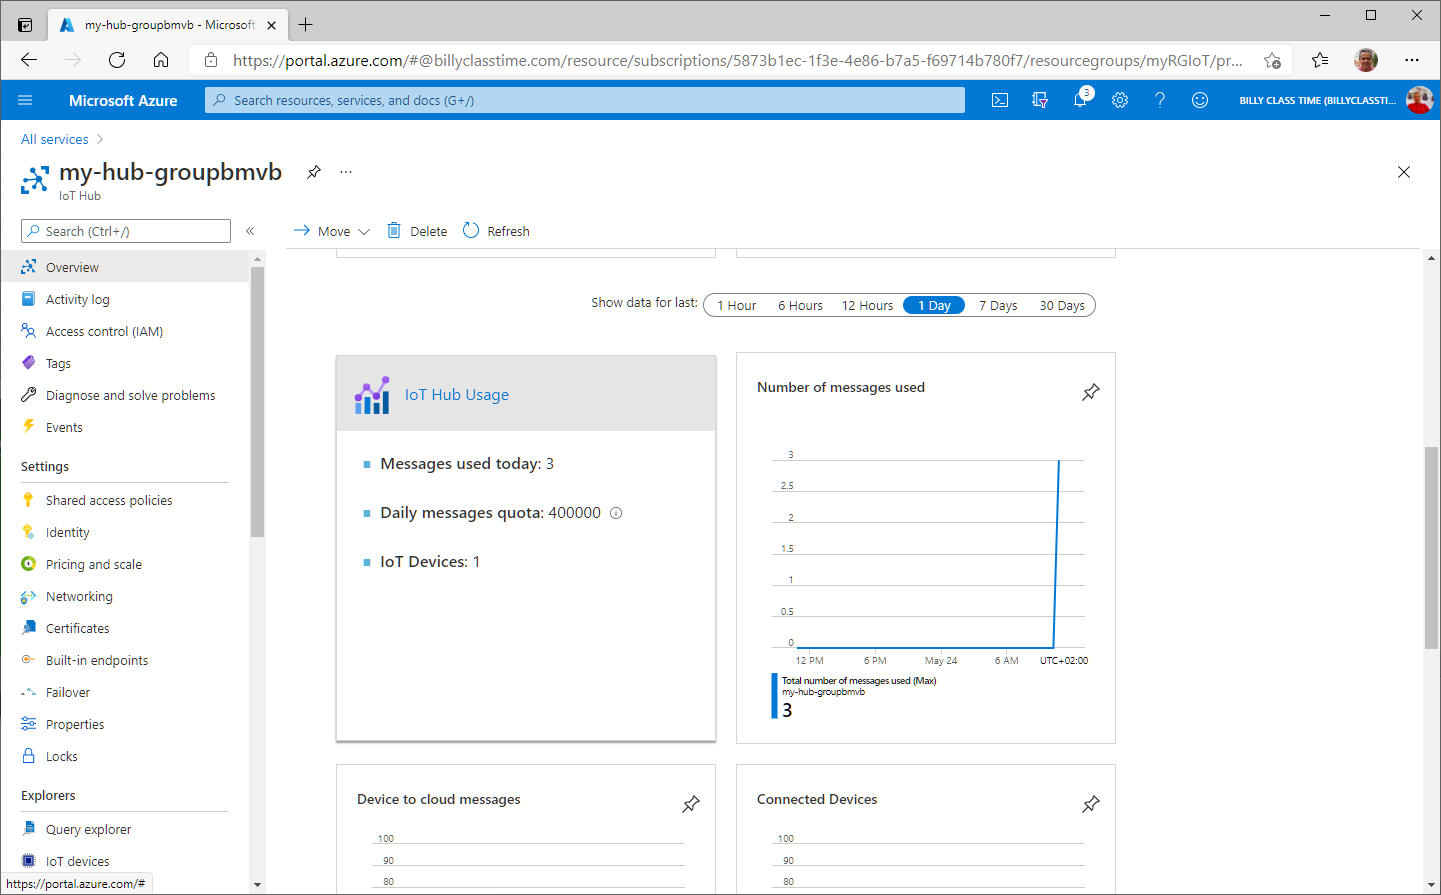 my-hub-groupbmvb - Microsoft
https://portal.azure.com/#@billyclasstime.com/resource/subscriptions/5873b1ec-1f3e-4e86-b7a5-f69714b780f7/resourcegroups/myRGIoT/pr...
Microsoft Azure
Search resources, services, and docs (G+/)
3
BILLY CLASS TIME (BILLYCLASSTI...
All services
my-hub-groupbmvb
IoT Hub
Search (Ctrl+/)
Move
Delete
Refresh
Overview
Activity log
Access control (IAM)
Tags
Diagnose and solve problems
Events
Settings
Shared access policies
Identity
Pricing and scale
Networking
Certificates
Built-in endpoints
Failover
Properties
Locks
Explorers
Query explorer
IoT devices
https://portal.azure.com/#
Show data for last:
1 Hour
6 Hours
12 Hours
1 Day
7 Days
30 Days
IoT Hub Usage
Messages used today: 3
Daily messages quota: 400000
IoT Devices: 1
Number of messages used
3
2.5
2
1.5
1
0.5
0
12 PM
6 PM
May 24
6 AM
UTC+02:00
Total number of messages used (Max)
my-hub-groupbmvb
3
Device to cloud messages
100
90
80
Connected Devices
100
90
80